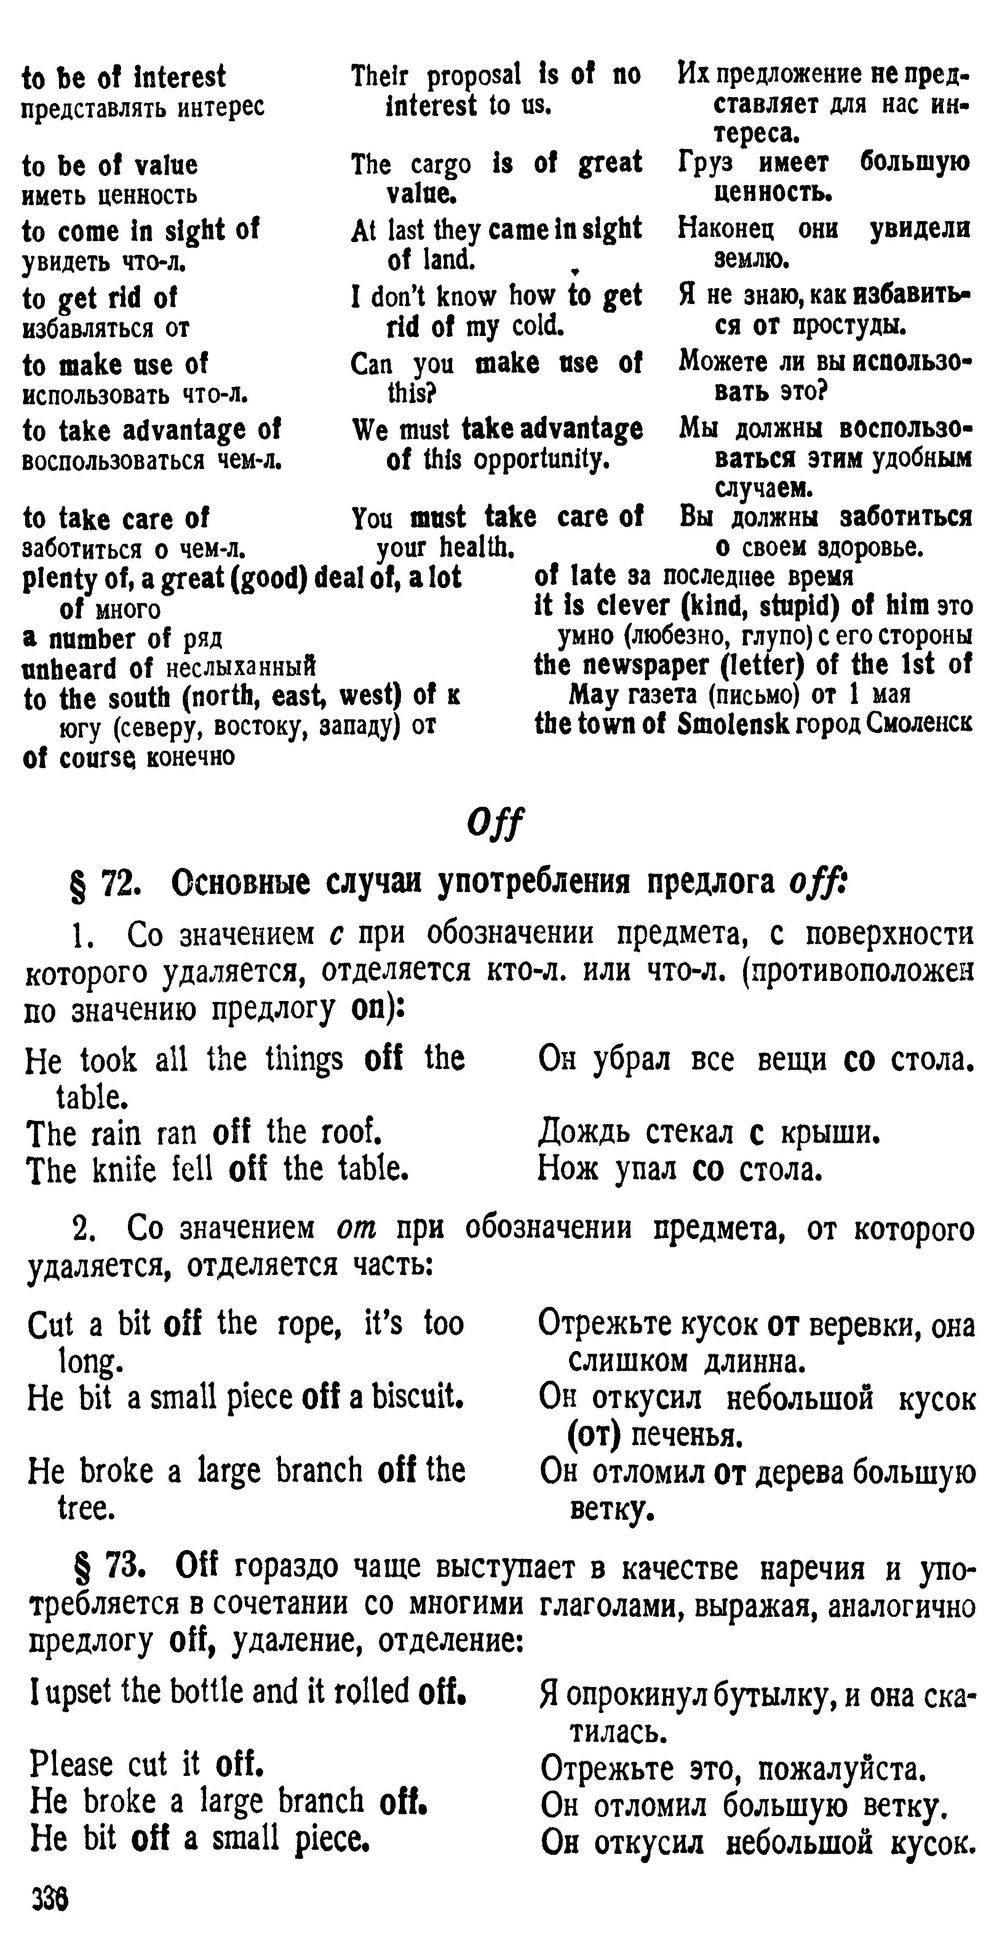 to be of interest Their proposal is of no Их предложение не пред-
представлять интерес interest to us. ставляет для нас ин-
тереса.
to be of value The cargo is of great Груз имеет большую
иметь ценность value. ценность.
to come in sight of At last they came in sight Наконец они увидели
увидеть что-л. of land. землю.
to get rid of I don't know how to get Я не знаю, как избавить-
избавляться от rid of my cold. ся от простуды.
to make use of Can you make use of Можете ли вы использо-
использовать что-л. this? вать это?
to take advantage of We must take advantage Мы должны воспользо-
воспользоваться чем-л. of this opportunity. ваться этим удобным
случаем.
to take care of You must take care of Вы должны заботиться
заботиться о чем-л. your health. о своем здоровье.
plenty of, a great (good) deal of, a lot
of много
a number of ряд
unheard of неслыханный
to the south (north, east, west) of к
югу (северу, востоку, западу) от
of course конечно
of late за последнее время
it is clever (kind, stupid) of him это
умно (любезно, глупо) с его стороны
the newspaper (letter) of the 1st of
May газета (письмо) от 1 мая
the town of Smolensk город Смоленск
Off
§ 72. Основные случаи употребления предлога off:
1. Со значением с при обозначении предмета, с поверхности
которого удаляется, отделяется кто-л. или что-л. (противоположен
по значению предлогу on):
He took all the things off the Он убрал все вещи со стола.
table.
The rain ran off the roof. Дождь стекал с крыши.
The knife fell off the table. Нож упал со стола.
2. Со значением от при обозначении предмета, от которого
удаляется, отделяется часть:
Cut a bit off the rope, it's too Отрежьте кусок от веревки, она
long. слишком длинна.
He bit a small piece off a biscuit. Он откусил небольшой кусок
(от) печенья.
He broke a large branch off the Он отломил от дерева большую
tree. ветку.
§ 73. Off гораздо чаще выступает в качестве наречия и упо-
требляется в сочетании со многими глаголами, выражая, аналогично
предлогу off, удаление, отделение:
I upset the bottle and it rolled off. Я опрокинул бутылку, и она ска-
тилась.
Please cut it off. Отрежьте это, пожалуйста.
He broke a large branch off. Он отломил большую ветку.
He bit off a small piece. Он откусил небольшой кусок.
336